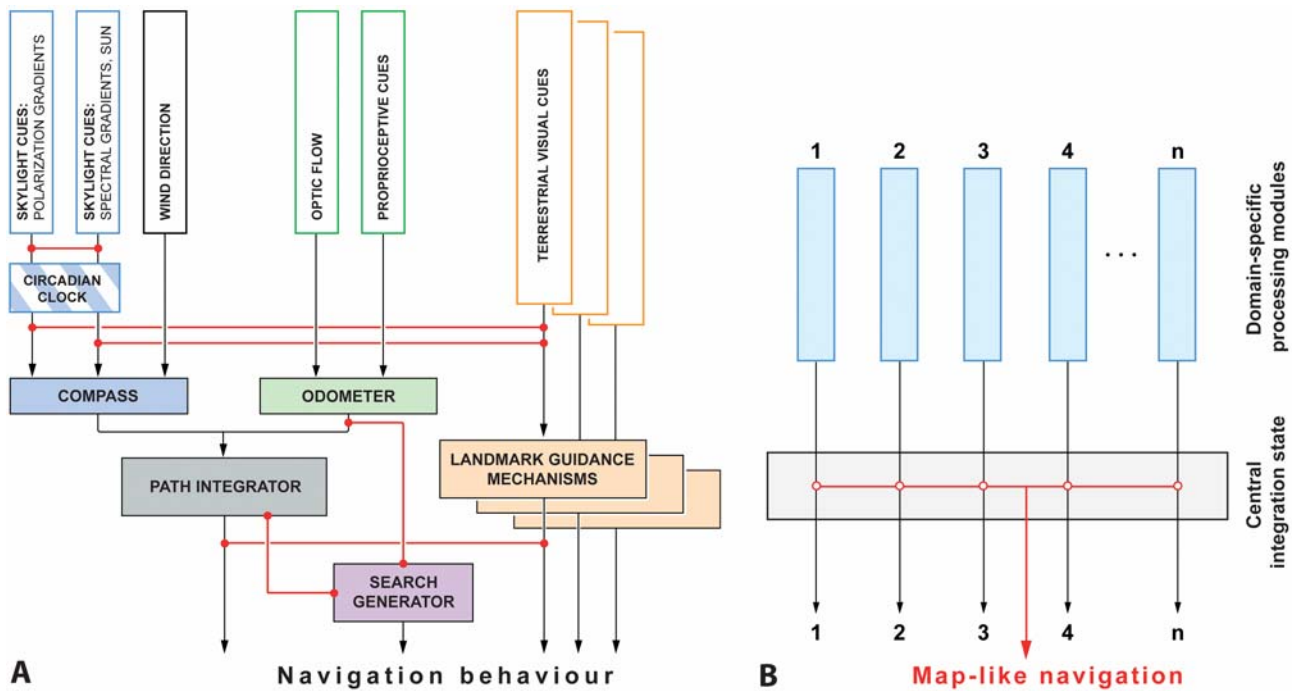 SKYLIGHT CUES:
POLARIZATION GRADIENTS
SKYLIGHT CUES:
SPECTRAL GRADIENTS, SUN
WIND DIRECTION
OPTIC FLOW
PROPRIOCEPTIVE CUES
TERRESTRIAL VISUAL CUES
CIRCADIAN
CLOCK
COMPASS
ODOMETER
PATH INTEGRATOR
LANDMARK GUIDANCE
MECHANISMS
SEARCH
GENERATOR
A
Navigation behaviour
1 2 3 4 n
. . .
Domain-specific
processing modules
Central
integration state
1 2 3 4 n
B
Map-like navigation